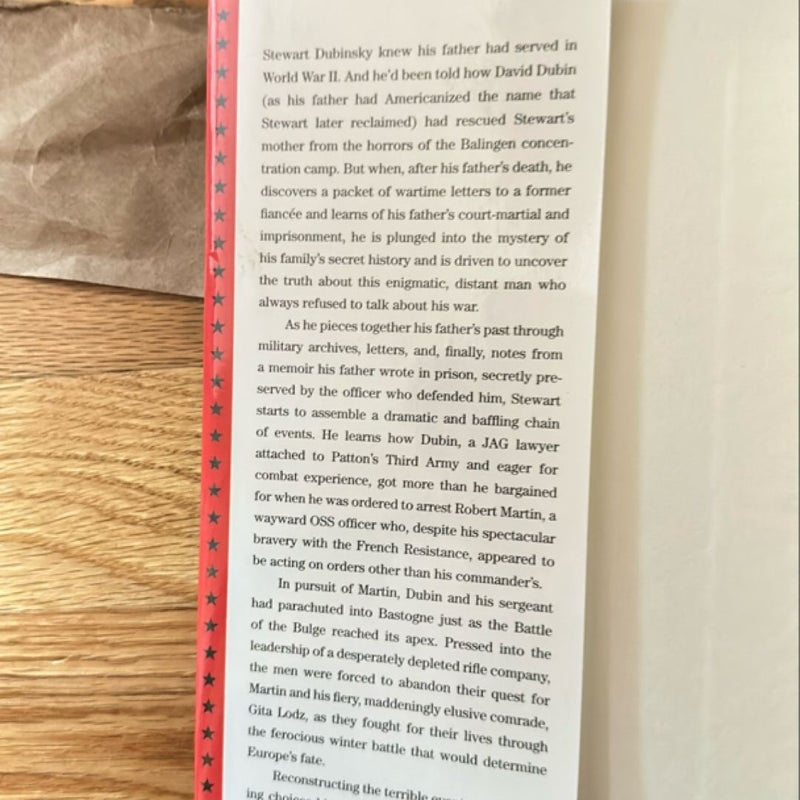 Stewart Dubinsky knew his father had served in
World War II. And he'd been told how David Dubin
(as his father had Americanized the name that
Stewart later reclaimed) had rescued Stewart's
mother from the horrors of the Balingen concen-
tration camp. But when, after his father's death, he
discovers a packet of wartime letters to a former
fiancée and learns of his father's court-martial and
imprisonment, he is plunged into the mystery of
his family's secret history and is driven to uncover
the truth about this enigmatic, distant man who
always refused to talk about his war.
As he pieces together his father's past through
military archives, letters, and, finally, notes from
a memoir his father wrote in prison, secretly pre-
served by the officer who defended him, Stewart
starts to assemble a dramatic and baffling chain
of events. He learns how Dubin, a JAG lawyer
attached to Patton's Third Army and eager for
combat experience, got more than he bargained
for when he was ordered to arrest Robert Martin, a
wayward OSS officer who, despite his spectacular
bravery with the French Resistance, appeared to
be acting on orders other than his commander's.
In pursuit of Martin, Dubin and his sergeant
had parachuted into Bastogne just as the Battle
of the Bulge reached its apex. Pressed into the
leadership of a desperately depleted rifle company,
the men were forced to abandon their quest for
Martin and his fiery, maddeningly elusive comrade,
Gita Lodz, as they fought for their lives through
the ferocious winter battle that would determine
Europe's fate.
Reconstructing the terrible
ing